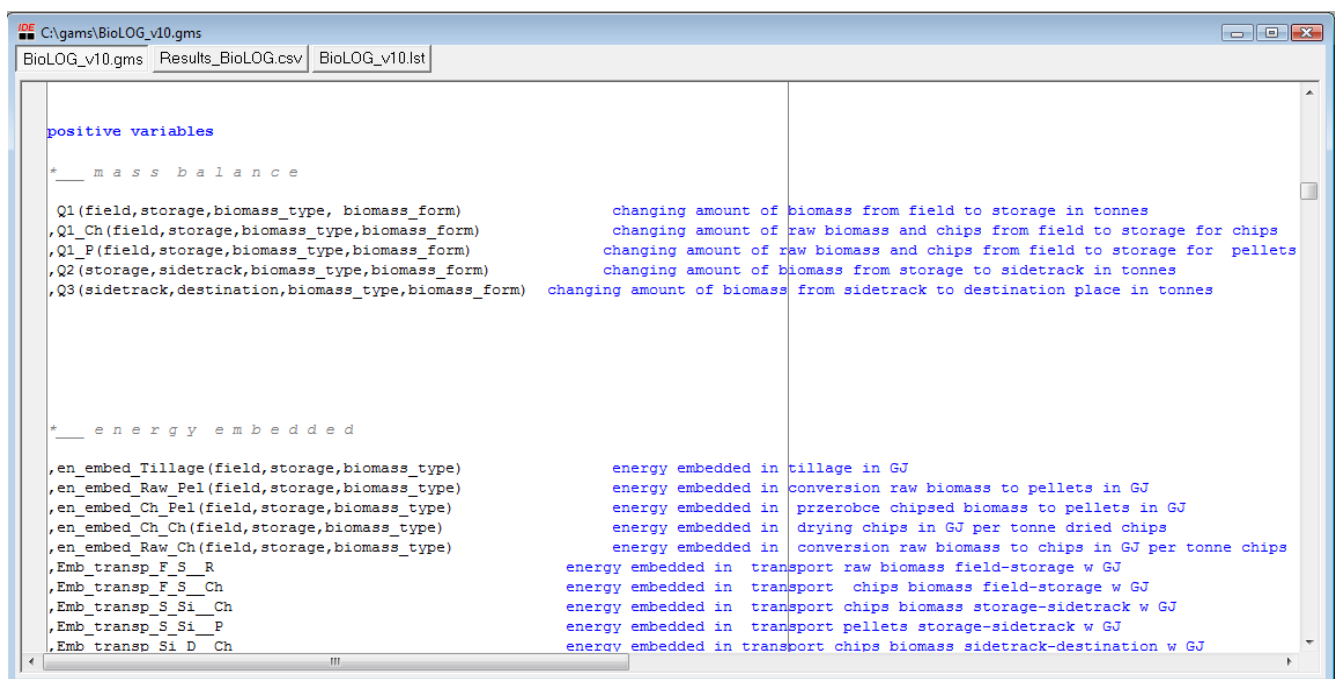 IDE C:\gams\BioLOG_v10.gms
BioLOG_v10.gms Results_BioLOG.csv BioLOG_v10.lst
positive variables
*___ m a s s b a l a n c e
Q1(field,storage,biomass_type, biomass_form) changing amount of biomass from field to storage in tonnes
,Q1_Ch(field,storage,biomass_type,biomass_form) changing amount of raw biomass and chips from field to storage for chips
,Q1_P(field,storage,biomass_type,biomass_form) changing amount of raw biomass and chips from field to storage for pellets
,Q2(storage,sidetrack,biomass_type,biomass_form) changing amount of biomass from storage to sidetrack in tonnes
,Q3(sidetrack,destination,biomass_type,biomass_form) changing amount of biomass from sidetrack to destination place in tonnes
*___ e n e r g y e m b e d d e d
,en_embed_Tillage(field,storage,biomass_type) energy embedded in tillage in GJ
,en_embed_Raw_Pel(field,storage,biomass_type) energy embedded in conversion raw biomass to pellets in GJ
,en_embed_Ch_Pel(field,storage,biomass_type) energy embedded in przerobce chipsed biomass to pellets in GJ
,en_embed_Ch_Ch(field,storage,biomass_type) energy embedded in drying chips in GJ per tonne dried chips
,en_embed_Raw_Ch(field,storage,biomass_type) energy embedded in conversion raw biomass to chips in GJ per tonne chips
,Emb_transp_F_S__R energy embedded in transport raw biomass field-storage w GJ
,Emb_transp_F_S__Ch energy embedded in transport chips biomass field-storage w GJ
,Emb_transp_S_Si__Ch energy embedded in transport chips biomass storage-sidetrack w GJ
,Emb_transp_S_Si__P energy embedded in transport pellets storage-sidetrack w GJ
,Emb_transp_Si_D__Ch energy embedded in transport chips biomass sidetrack-destination w GJ